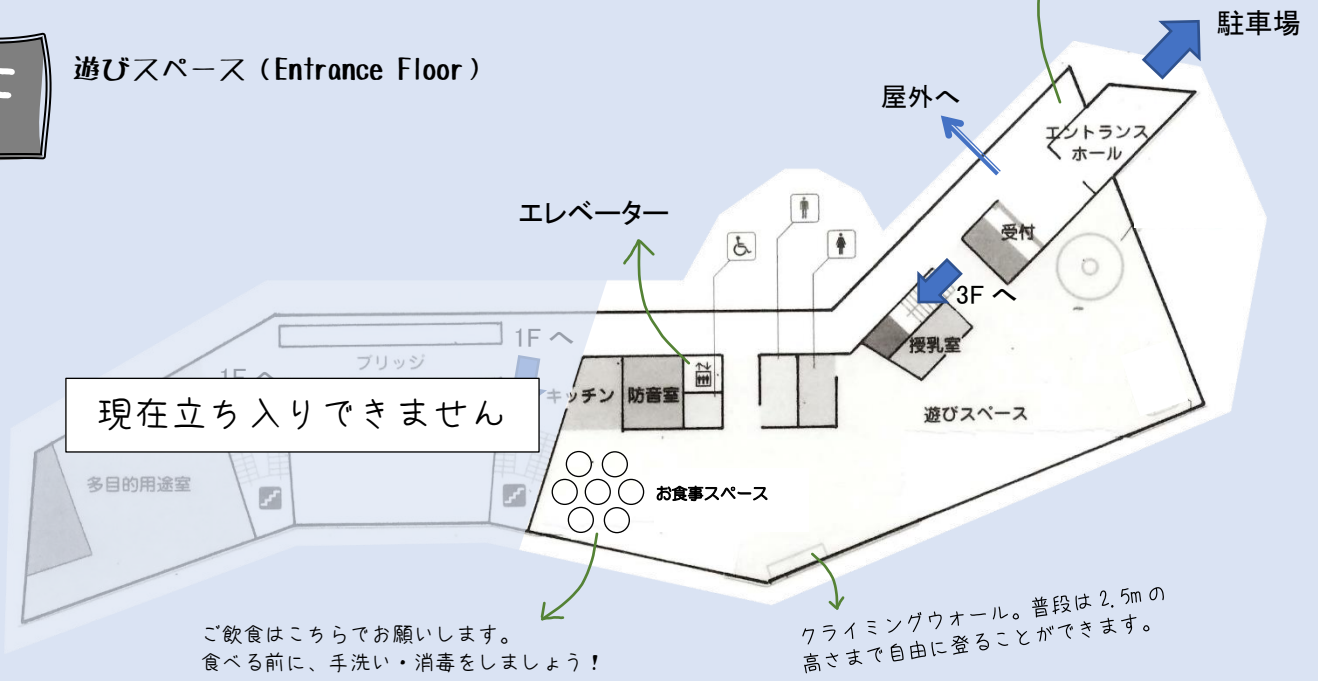 遊びスペース (Entrance Floor)
駐車場
屋外へ
エントランス
ホール
エレベーター
受付
3F へ
授乳室
1F へ
ブリッジ
1F へ
キッチン
防音室
遊びスペース
現在立ち入りできません
多目的用途室
お食事スペース
ご飲食はこちらでお願いします。
食べる前に、手洗い・消毒をしましょう!
クライミングウオール。普段は 2.5m の
高さまで自由に登ることができます。